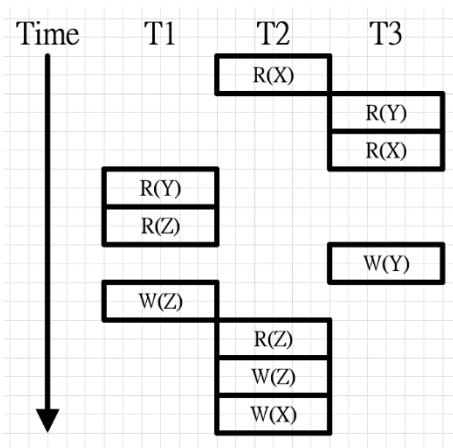 Time T1 T2 T3
R(X)
R(Y)
R(X)
R(Y)
R(Z)
W(Y)
W(Z)
R(Z)
W(Z)
W(X)